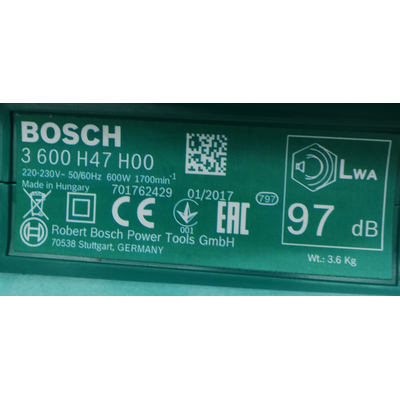 BOSCH
3 600 H47 H00
220-230V~ 50/60Hz 600W 1700min⁻¹
Made in Hungary 701762429 01/2017
797
CE
001
EAC
Robert Bosch Power Tools GmbH
70538 Stuttgart, GERMANY
LWA
97 dB
Wt.: 3.6 Kg